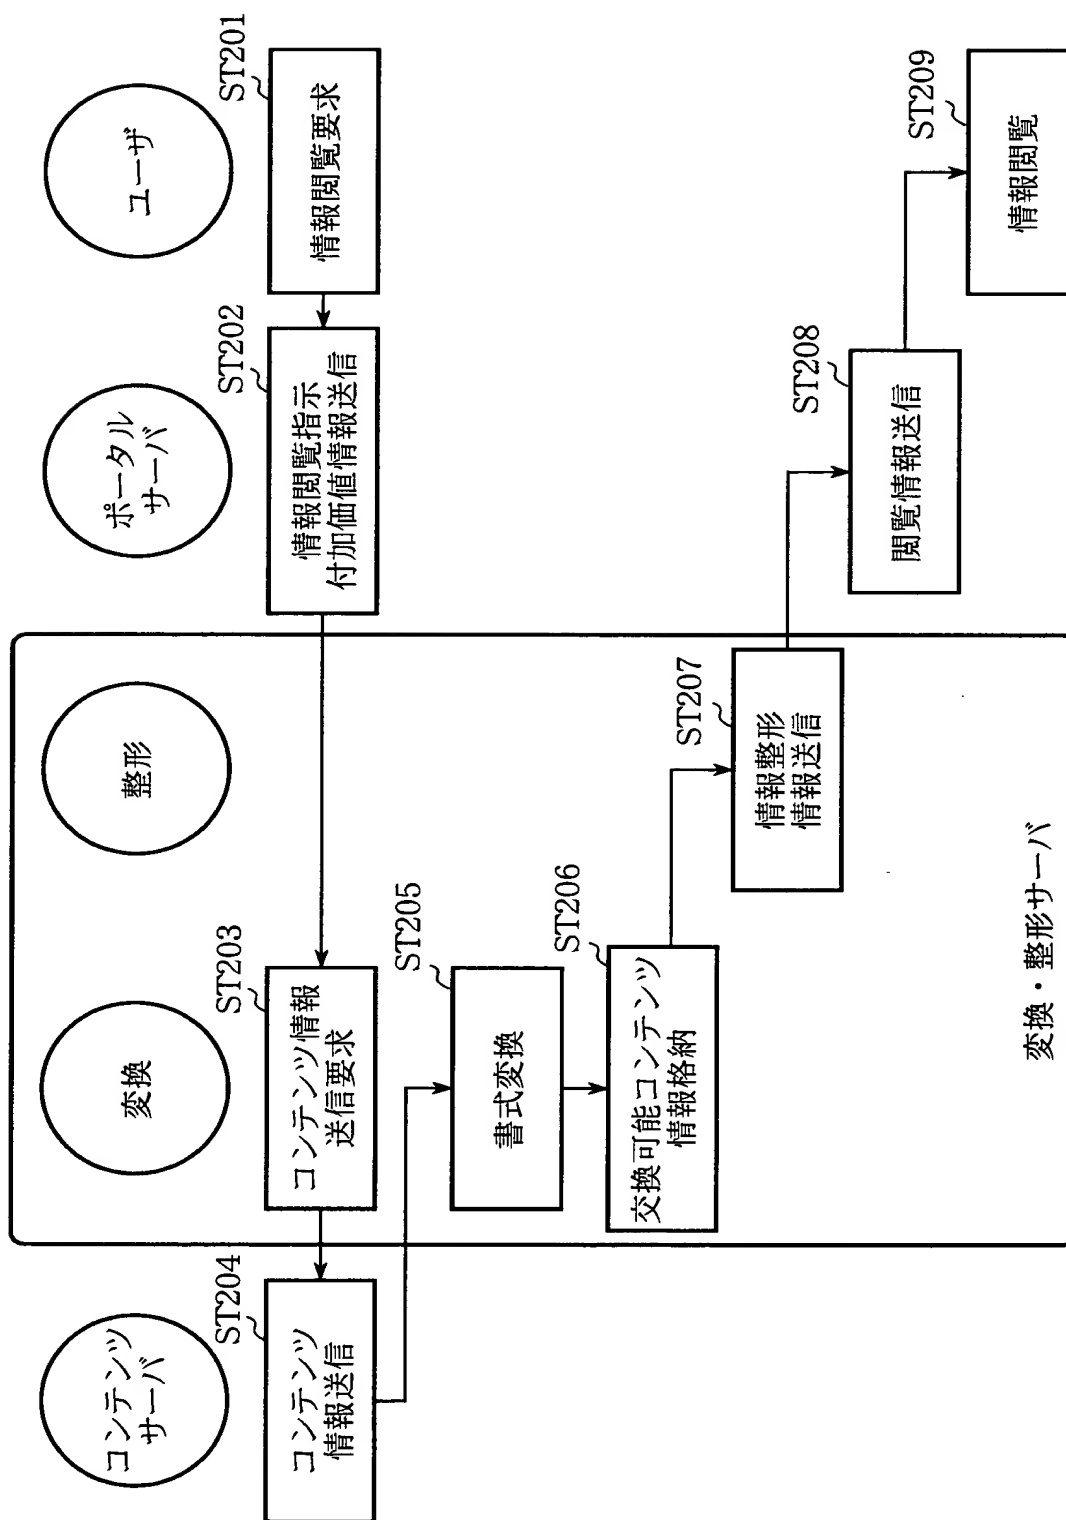 コンテンツ
サーバ
変換
整形
ポータル
サーバ
ユーザ
ST204
コンテンツ
情報送信
ST203
コンテンツ情報
送信要求
ST202
情報閲覧指示
付加価値情報送信
ST201
情報閲覧要求
ST205
書式変換
ST206
交換可能コンテンツ
情報格納
ST207
情報整形
情報送信
ST208
閲覧情報送信
ST209
情報閲覧
変換・整形サーバ